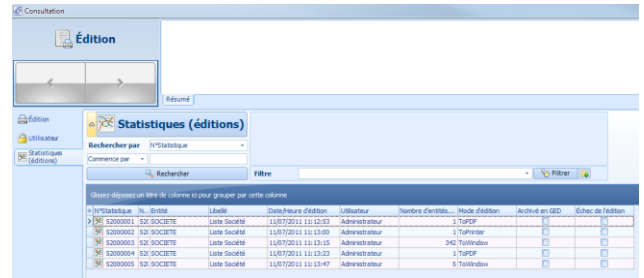 Consultation
Édition
Résumé
Édition
Utilisateur
Statistiques
(éditions)
Statistiques (éditions)
Rechercher par N°Statistique
Commence par
Rechercher
Filtre
Filtrer
Glissez-déposez un titre de colonne ici pour grouper par cette colonne
N°Statistique N... Entité Libellé Date/Heure d'édition Utilisateur Nombre d'entités... Mode d'édition Archivé en GED Echec de l'édition
S2000001 S2( SOCIETE Liste Société 11/07/2011 11:12:53 Administrateur 1 ToPDF
S2000002 S2( SOCIETE Liste Société 11/07/2011 11:13:00 Administrateur 1 ToPrinter
S2000003 S2( SOCIETE Liste Société 11/07/2011 11:13:15 Administrateur 342 ToWindow
S2000004 S2( SOCIETE Liste Société 11/07/2011 11:13:23 Administrateur 1 ToPDF
S2000005 S2( SOCIETE Liste Société 11/07/2011 11:13:47 Administrateur 5 ToWindow